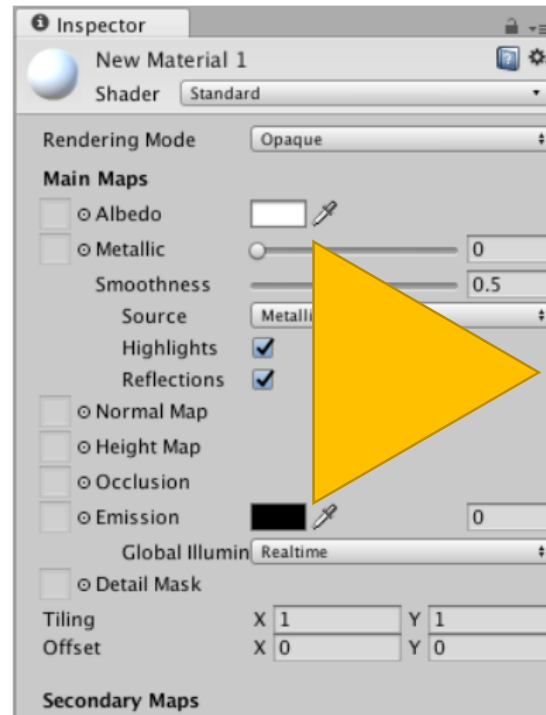 Inspector
New Material 1
Shader Standard
Rendering Mode Opaque
Main Maps
Albedo
Metallic 0
Smoothness 0.5
Source
Highlights
Reflections
Normal Map
Height Map
Occlusion
Emission 0
Global Illumin Realtime
Detail Mask
Tiling X 1 Y 1
Offset X 0 Y 0
Secondary Maps